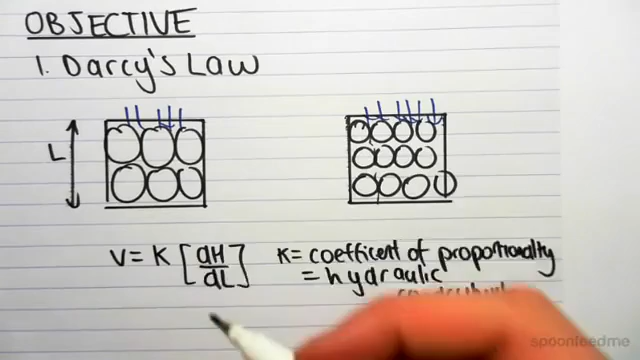 OBJECTIVE
1. Darcy's Law
L
V = K [dH/dL]
K = coefficent of proportionality
= hydraulic
spoonfeedme